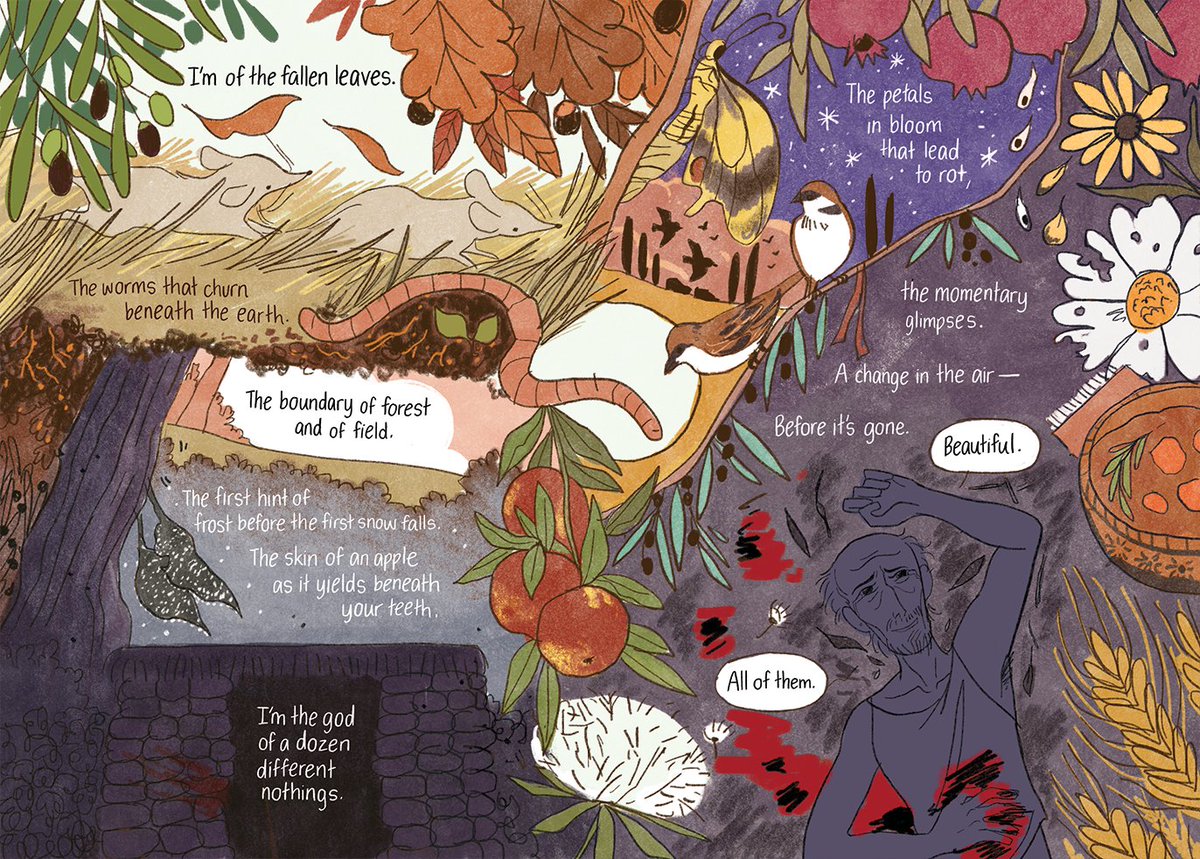 I'm of the fallen leaves.
The worms that churn
beneath the earth.
The boundary of forest
and of field.
The first hint of
frost before the first snow falls.
The skin of an apple
as it yields beneath
your teeth.
I'm the god
of a dozen
different
nothings.
The petals
in bloom
that lead
to rot,
the momentary
glimpses.
A change in the air—
Before it's gone.
Beautiful.
All of them.